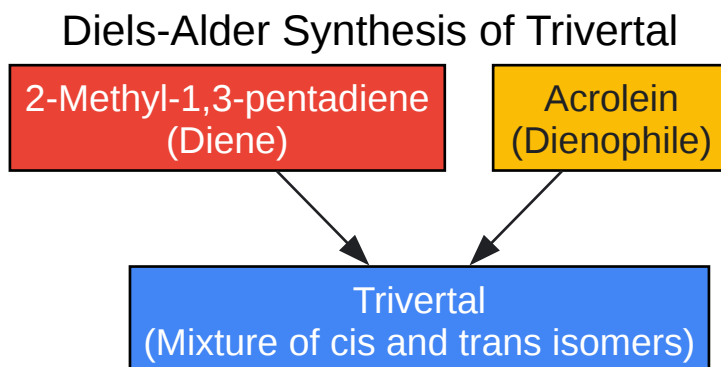 Diels-Alder Synthesis of Trivertal
2-Methyl-1,3-pentadiene
(Diene)
Acrolein
(Dienophile)
Trivertal
(Mixture of cis and trans isomers)